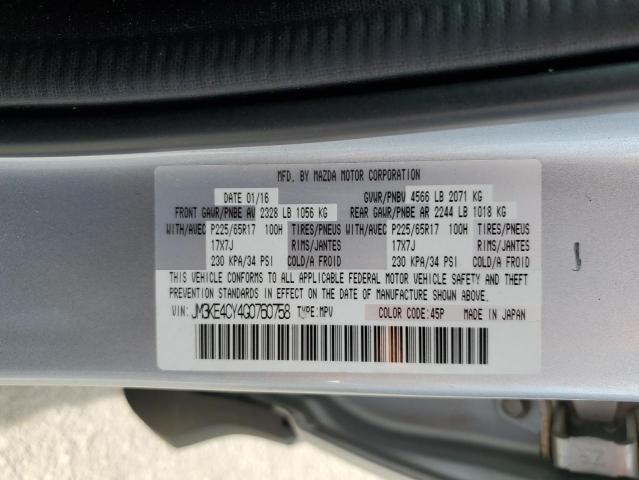 MFD. BY MAZDA MOTOR CORPORATION
DATE 01/16 GVWR/PNBV 4566 LB 2071 KG
FRONT GAWR/PNBE AV 2328 LB 1056 KG REAR GAWR/PNBE AR 2244 LB 1018 KG
WITH/AVEC P225/65R17 100H TIRES/PNEUS WITH/AVEC P225/65R17 100H TIRES/PNEUS
17X7J RIMS/JANTES 17X7J RIMS/JANTES
230 KPA/34 PSI COLD/A FROID 230 KPA/34 PSI COLD/A FROID
THIS VEHICLE CONFORMS TO ALL APPLICABLE FEDERAL MOTOR VEHICLE SAFETY AND THEFT
PREVENTION STANDARDS IN EFFECT ON THE DATE OF MANUFACTURE SHOWN ABOVE.
VIN: JM3KE4CY4G0760758 TYPE:MPV COLOR CODE:45P MADE IN JAPAN